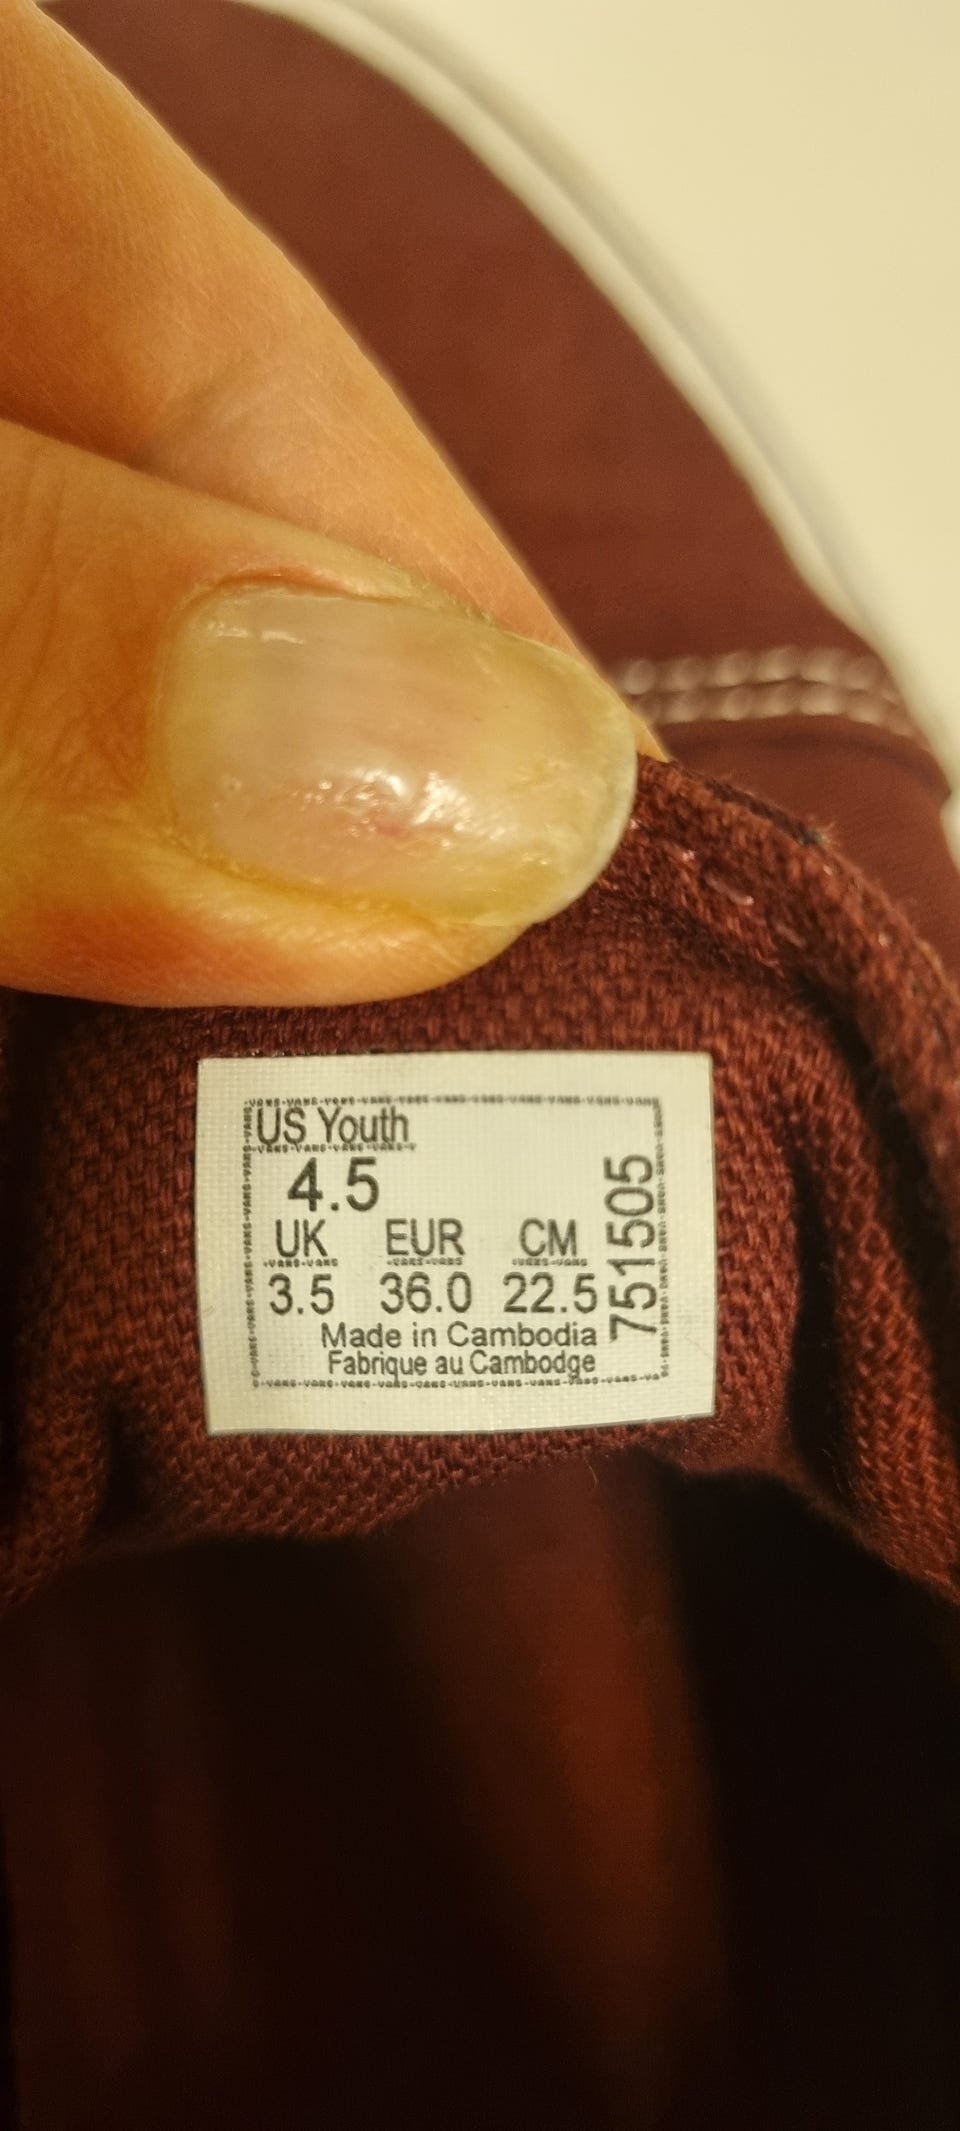 US Youth
4.5
UK EUR CM
3.5 36.0 22.5
Made in Cambodia
Fabrique au Cambodge
751505